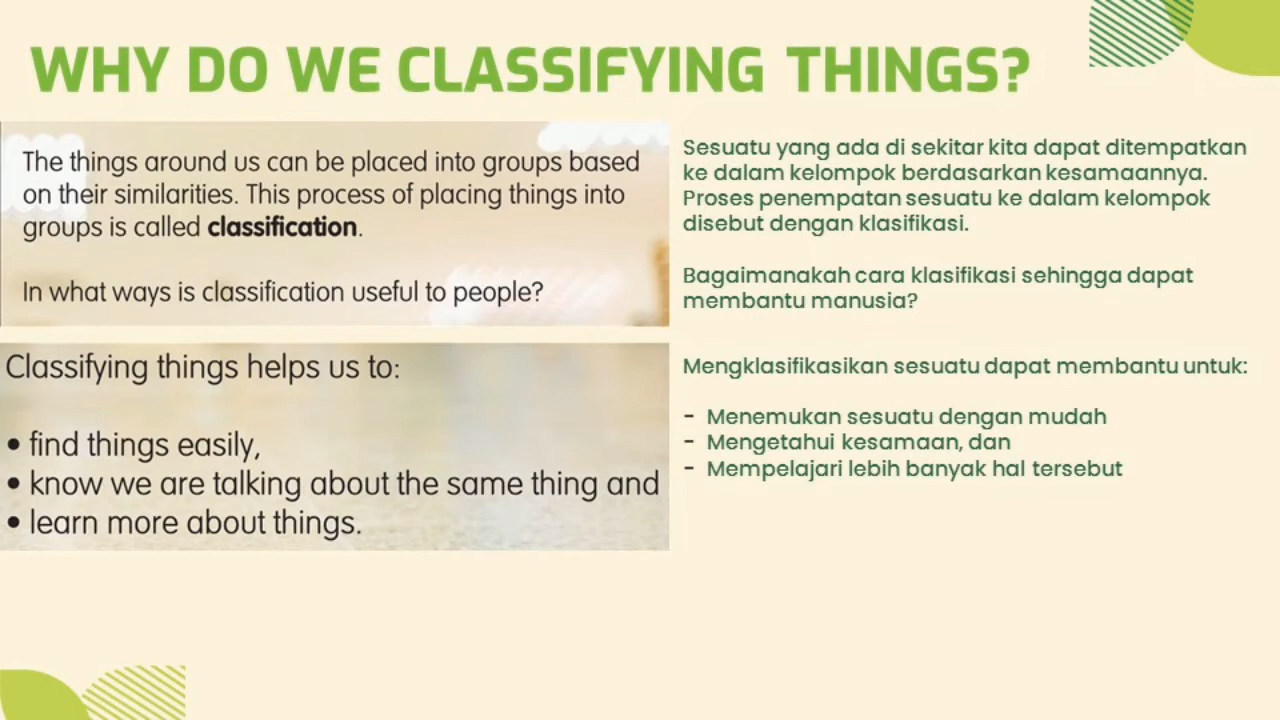 WHY DO WE CLASSIFYING THINGS?
The things around us can be placed into groups based
on their similarities. This process of placing things into
groups is called classification.
In what ways is classification useful to people?
Classifying things helps us to:
• find things easily,
• know we are talking about the same thing and
• learn more about things.
Sesuatu yang ada di sekitar kita dapat ditempatkan
ke dalam kelompok berdasarkan kesamaannya.
Proses penempatan sesuatu ke dalam kelompok
disebut dengan klasifikasi.
Bagaimanakah cara klasifikasi sehingga dapat
membantu manusia?
Mengklasifikasikan sesuatu dapat membantu untuk:
- Menemukan sesuatu dengan mudah
- Mengetahui kesamaan, dan
- Mempelajari lebih banyak hal tersebut